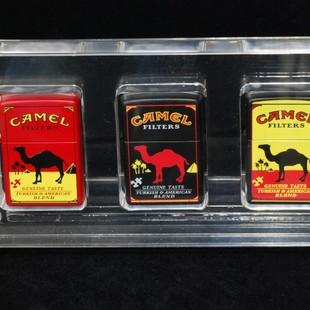 CAMEL
FILTERS
GENUINE TASTE
TURKISH & AMERICAN
BLEND
CAMEL
FILTERS
GENUINE TASTE
TURKISH & AMERICAN
BLEND
CAMEL
FILTERS
GENUINE TASTE
TURKISH & AMERICAN
BLEND